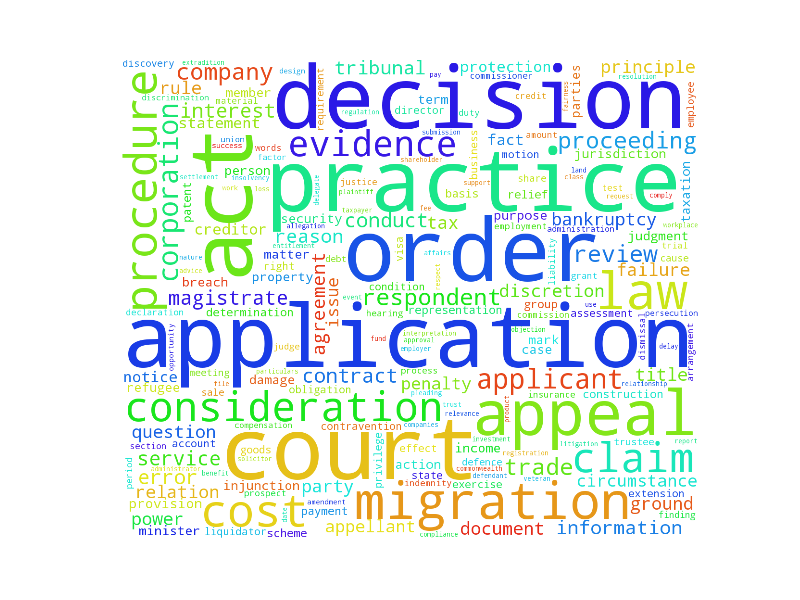 discovery
extradition
design
pay
commissioner
resolution
company
tribunal
protection
principle
rule
member
discrimination
material
interest
statement
decision
requirement
term
director
duty
credit
fairness
parties
employee
procedure
corporation
act
union
success
words
factor
evidence
regulation
submission
business
fact
motion
amount
proceeding
jurisdiction
taxation
person
settlement
insolvency
work
loss
patent
practice
shareholder
support
justice
plaintiff
taxpayer
fee
basis
share
relief
land
class
test
request
comply
workplace
creditor
security
allegation
conduct
tax
purpose
employment
bankruptcy
administration
judgment
trial
reason
entitlement
matter
nature
advice
right
debt
visa
affairs
respect
order
liability
review
grant
cause
failure
breach
property
issue
agreement
condition
magistrate
event
respondent
discretion
law
declaration
determination
hearing
representation
group
commission
assessment
persecution
application
opportunity
interpretation
approval
employer
objection
mark
case
use
dismissal
delay
arrangement
judge
fund
particulars
process
notice
meeting
refugee
file
sale
damage
obligation
contract
penalty
pleading
applicant
relationship
title
insurance
construction
consideration
compensation
contravention
trust
companies
relevance
product
appeal
question
section
account
goods
court
privilege
effect
income
investment
registration
litigation
trustee
report
claim
period
service
error
benefit
solicitor
action
defence
state
commonwealth
defendant
trade
veteran
circumstance
relation
provision
injunction
prospect
party
indemnity
exercise
migration
extension
ground
finding
power
cost
date
amendment
payment
minister
liquidator
scheme
appellant
compliance
document
information